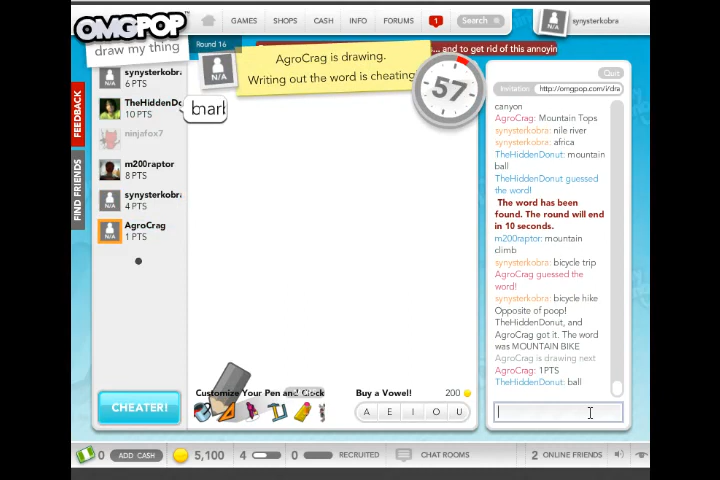 OMGPOP
draw my thing
GAMES
SHOPS
CASH
INFO
FORUMS
1
Search
N/A
synysterkobra
Round 16
... and to get rid of this annoyin
N/A
AgroCrag is drawing.
Writing out the word is cheating
57
FEEDBACK
FIND FRIENDS
synysterkobra
6 PTS
N/A
TheHiddenDo
10 PTS
ninjafox7
m200raptor
8 PTS
synysterkobra
4 PTS
N/A
AgroCrag
1 PTS
N/A
CHEATER!
Customize Your Pen and Clock
Buy a Vowel!
200
A E I O U
Quit
Invitation
http://omgpop.com/i/dra
canyon
AgroCrag: Mountain Tops
synysterkobra: nile river
synysterkobra: africa
TheHiddenDonut: mountain
ball
TheHiddenDonut guessed
the word!
The word has been
found. The round will end
in 10 seconds.
m200raptor: mountain
climb
synysterkobra: bicycle trip
AgroCrag guessed the
word!
synysterkobra: bicycle hike
Opposite of poop!
TheHiddenDonut, and
AgroCrag got it. The word
was MOUNTAIN BIKE
AgroCrag is drawing next
AgroCrag: 1PTS
TheHiddenDonut: ball
0
ADD CASH
5,100
4
0
RECRUITED
CHAT ROOMS
2 ONLINE FRIENDS